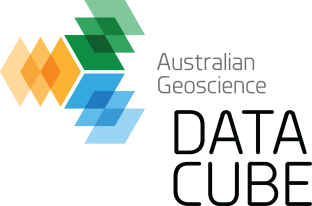 Australian
Geoscience
DATA
CUBE